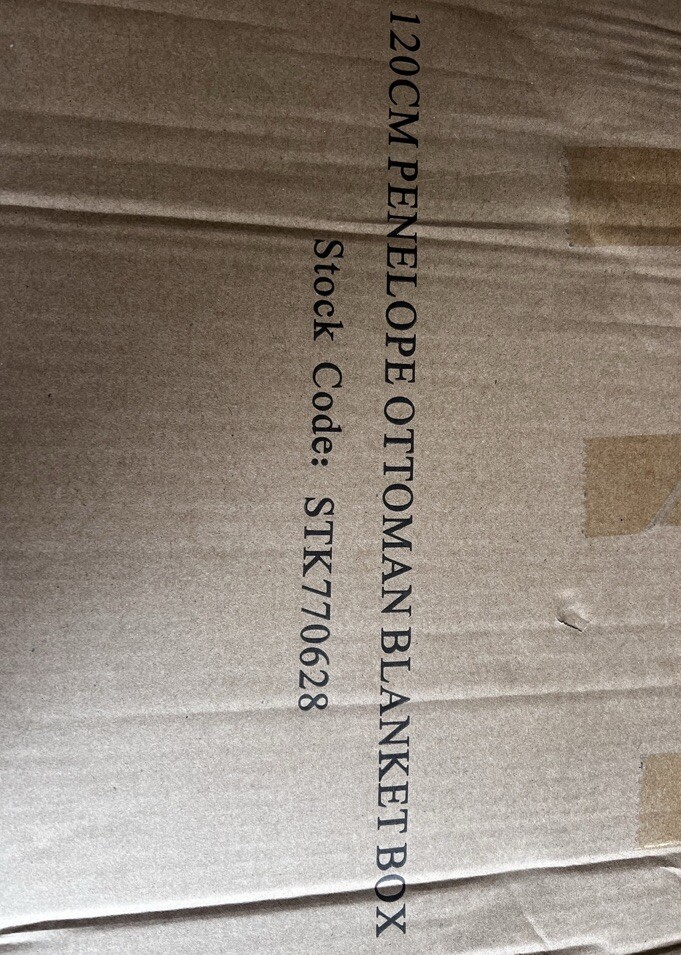 120CM PENELOPE OTTOMAN BLANKET BOX
Stock Code: STK770628